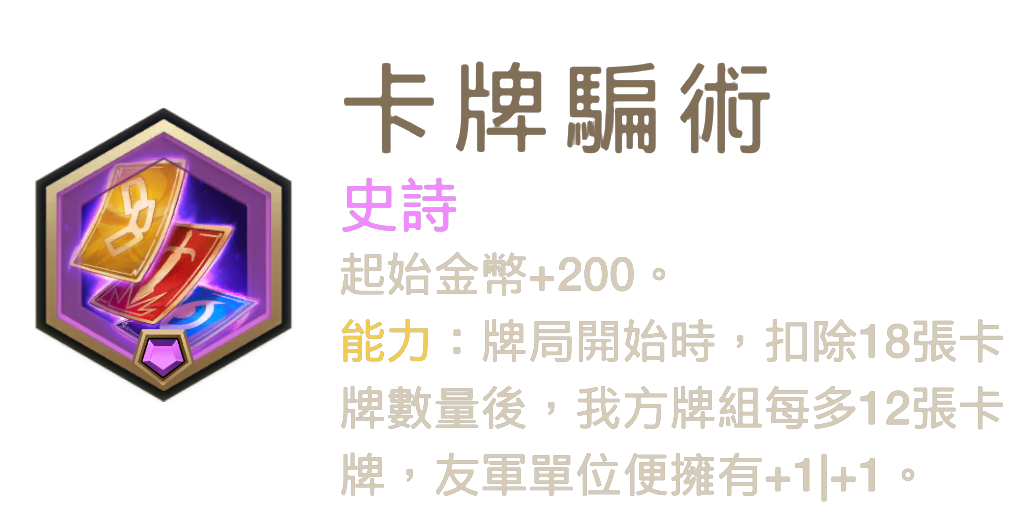 卡牌騙術
史詩
起始金幣+200。
能力：牌局開始時，扣除18張卡
牌數量後，我方牌組每多12張卡
牌，友軍單位便擁有+1|+1。